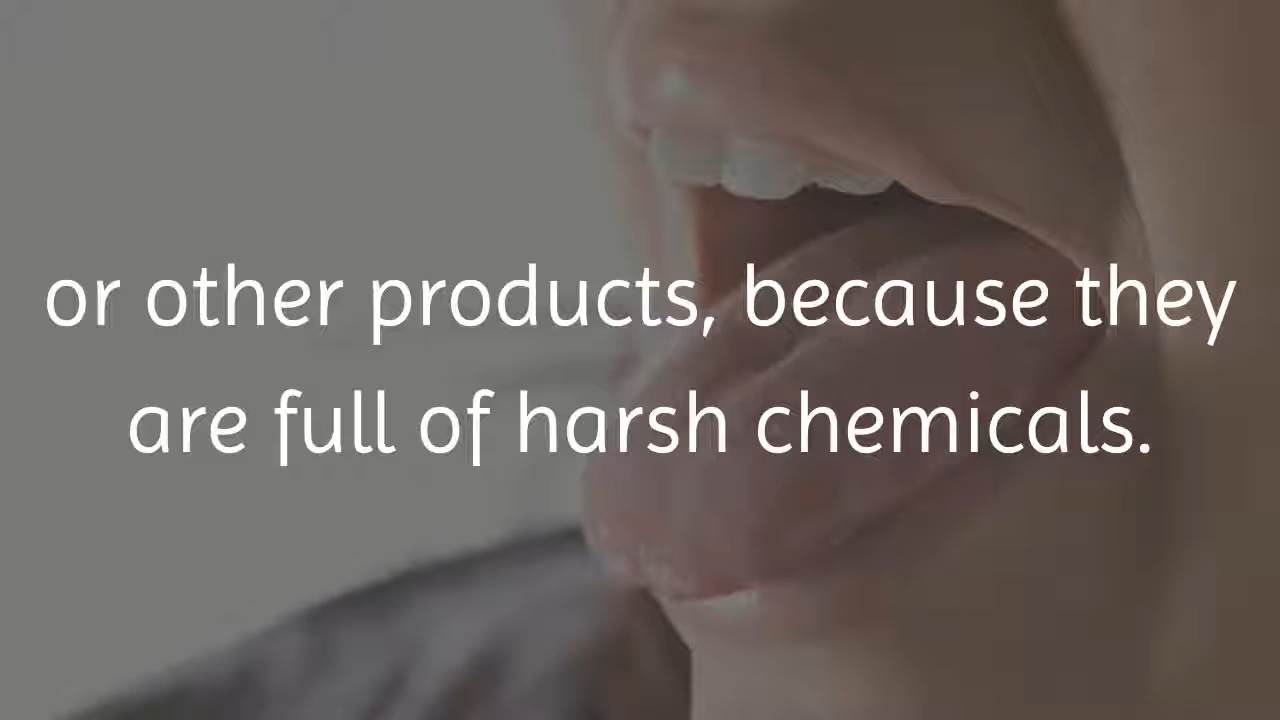 or other products, because they
are full of harsh chemicals.